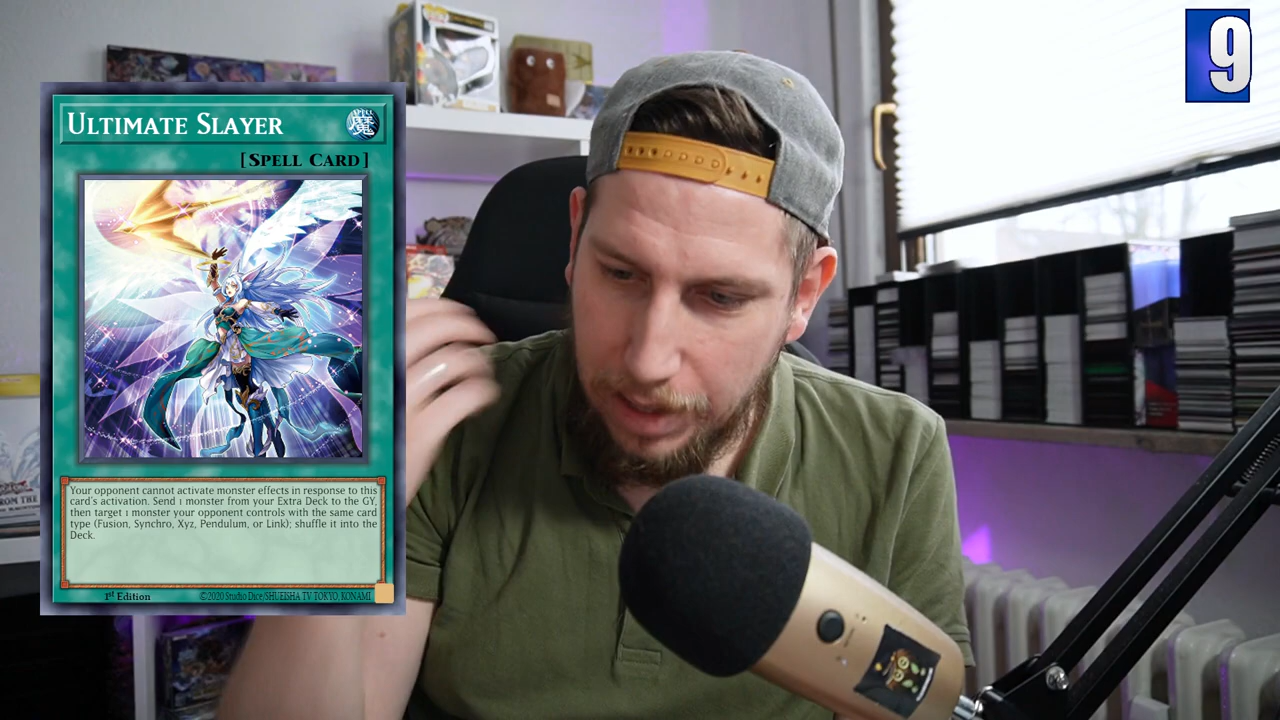 9
ULTIMATE SLAYER
[SPELL CARD]
Your opponent cannot activate monster effects in response to this
card's activation. Send 1 monster from your Extra Deck to the GY,
then target 1 monster your opponent controls with the same card
type (Fusion, Synchro, Xyz, Pendulum, or Link); shuffle it into the
Deck.
1st Edition
©2020 Studio Dice/SHUEISHA, TV TOKYO, KONAMI